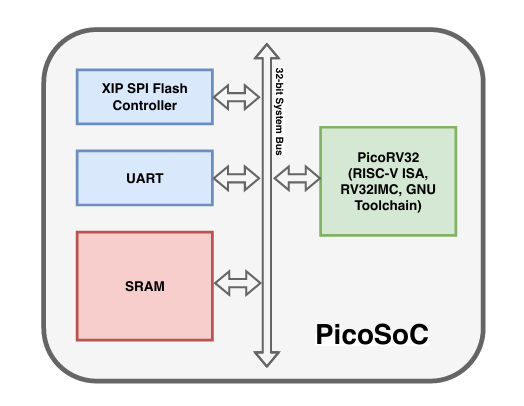 XIP SPI Flash
Controller
32-bit System Bus
UART
PicoRV32
(RISC-V ISA,
RV32IMC, GNU
Toolchain)
SRAM
PicoSoC